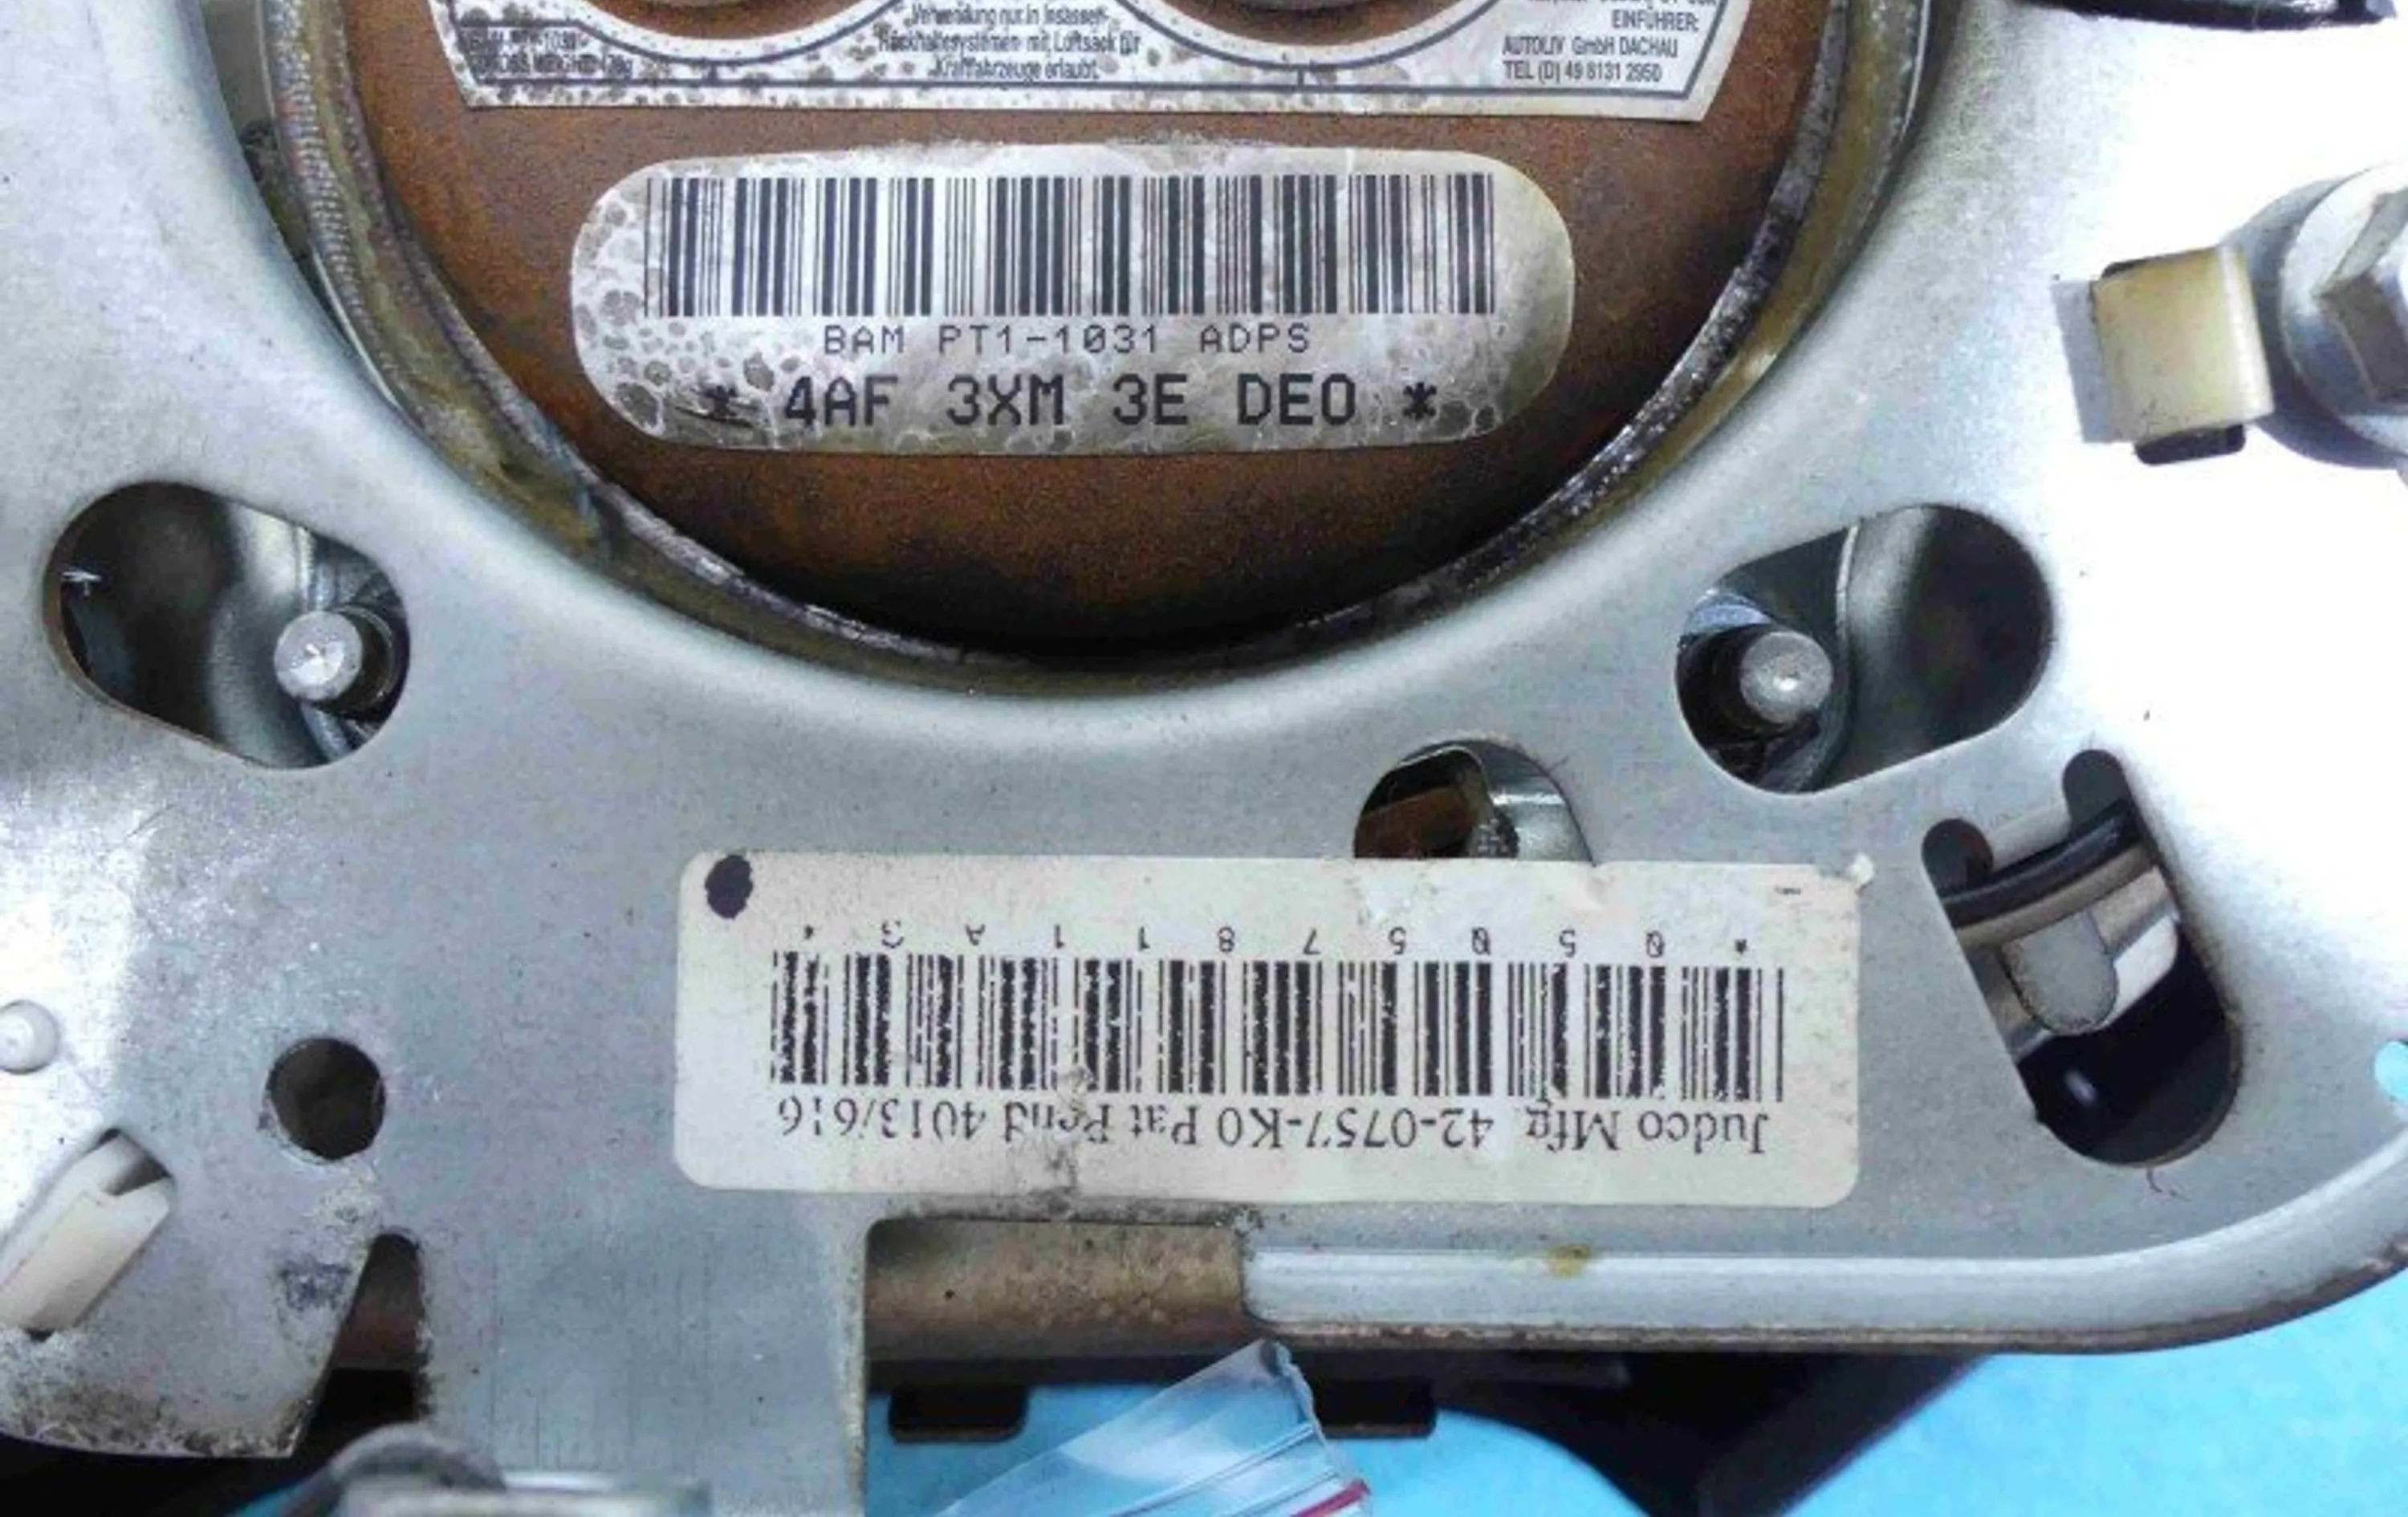 Verwendung nur in Insassen-
Rückhaltesystemen mit Luftsack für
Kraftfahrzeuge erlaubt.
EINFÜHRER:
AUTOLIV GmbH DACHAU
TEL (D) 49 8131 2950
BAM PT1-1031 ADPS
* 4AF 3XM 3E DE0 *
Judco Mfg. 42-0757-K0 Pat Pend 4013/616
* 0 5 0 5 7 8 1 1 A G *